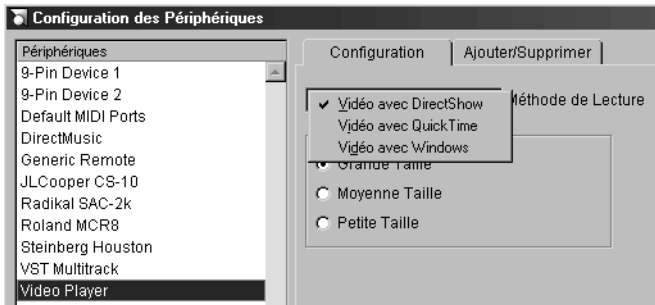 Configuration des Périphériques
Périphériques
9-Pin Device 1
9-Pin Device 2
Default MIDI Ports
DirectMusic
Generic Remote
JLCooper CS-10
Radikal SAC-2k
Roland MCR8
Steinberg Houston
VST Multitrack
Video Player
Configuration
Ajouter/Supprimer
Vidéo avec DirectShow
Méthode de Lecture
Vidéo avec QuickTime
Vidéo avec Windows
Grande Taille
Moyenne Taille
Petite Taille